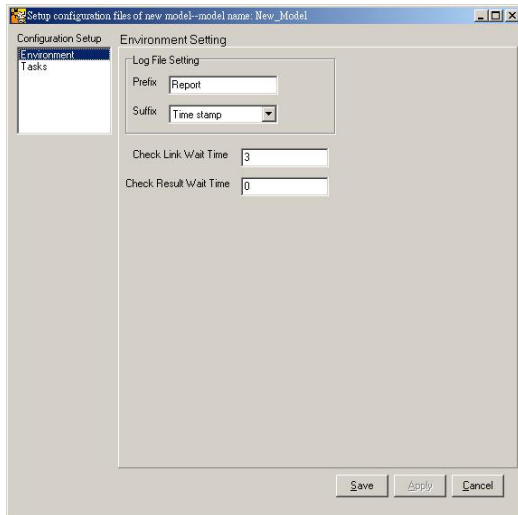 Setup configuration files of new model--model name: New_Model
Configuration Setup
Environment
Tasks
Environment Setting
Log File Setting
Prefix Report
Suffix Time stamp
Check Link Wait Time 3
Check Result Wait Time 0
Save Apply Cancel